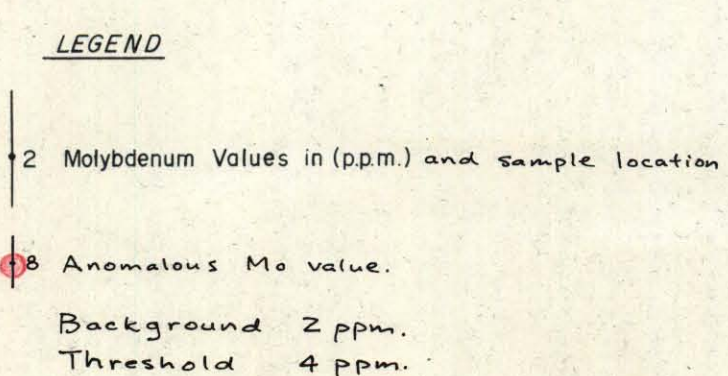 LEGEND
2 Molybdenum Values in (p.p.m.) and sample location
8 Anomalous Mo value.
Background 2 ppm.
Threshold 4 ppm.